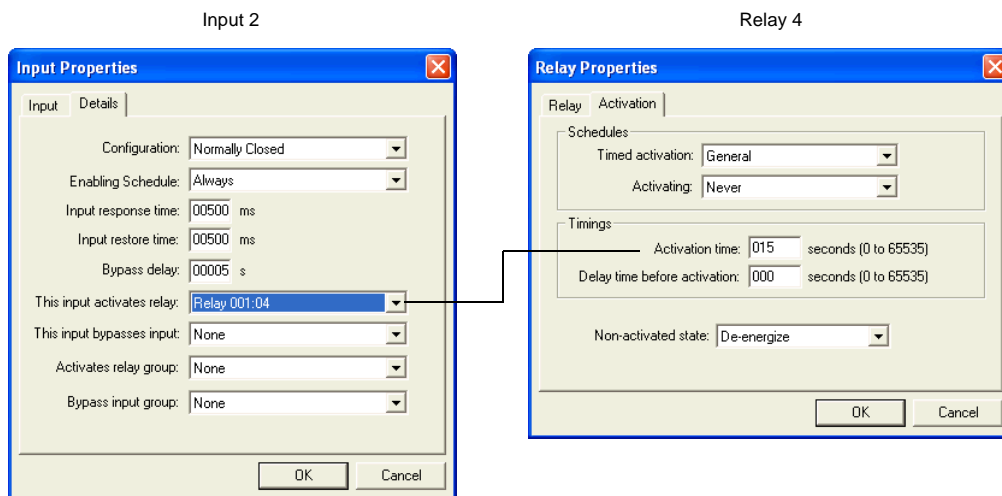 Input 2
Input Properties
Input Details
Configuration: Normally Closed
Enabling Schedule: Always
Input response time: 00500 ms
Input restore time: 00500 ms
Bypass delay: 00005 s
This input activates relay: Relay 001:04
This input bypasses input: None
Activates relay group: None
Bypass input group: None
OK Cancel
Relay 4
Relay Properties
Relay Activation
Schedules
Timed activation: General
Activating: Never
Timings
Activation time: 015 seconds (0 to 65535)
Delay time before activation: 000 seconds (0 to 65535)
Non-activated state: De-energize
OK Cancel